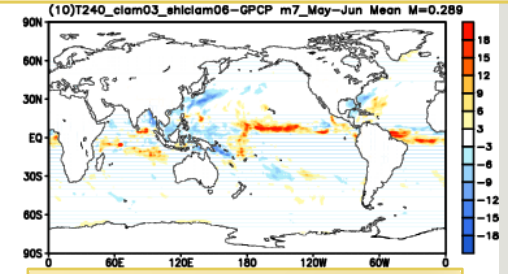 (10)T240_clam03_shlclam06-GPCP m7_May-Jun Mean M=0.289
90N
60N
30N
EQ
30S
60S
90S
0
60E
120E
180
120W
60W
0
18
15
12
9
6
3
-3
-6
-9
-12
-15
-18